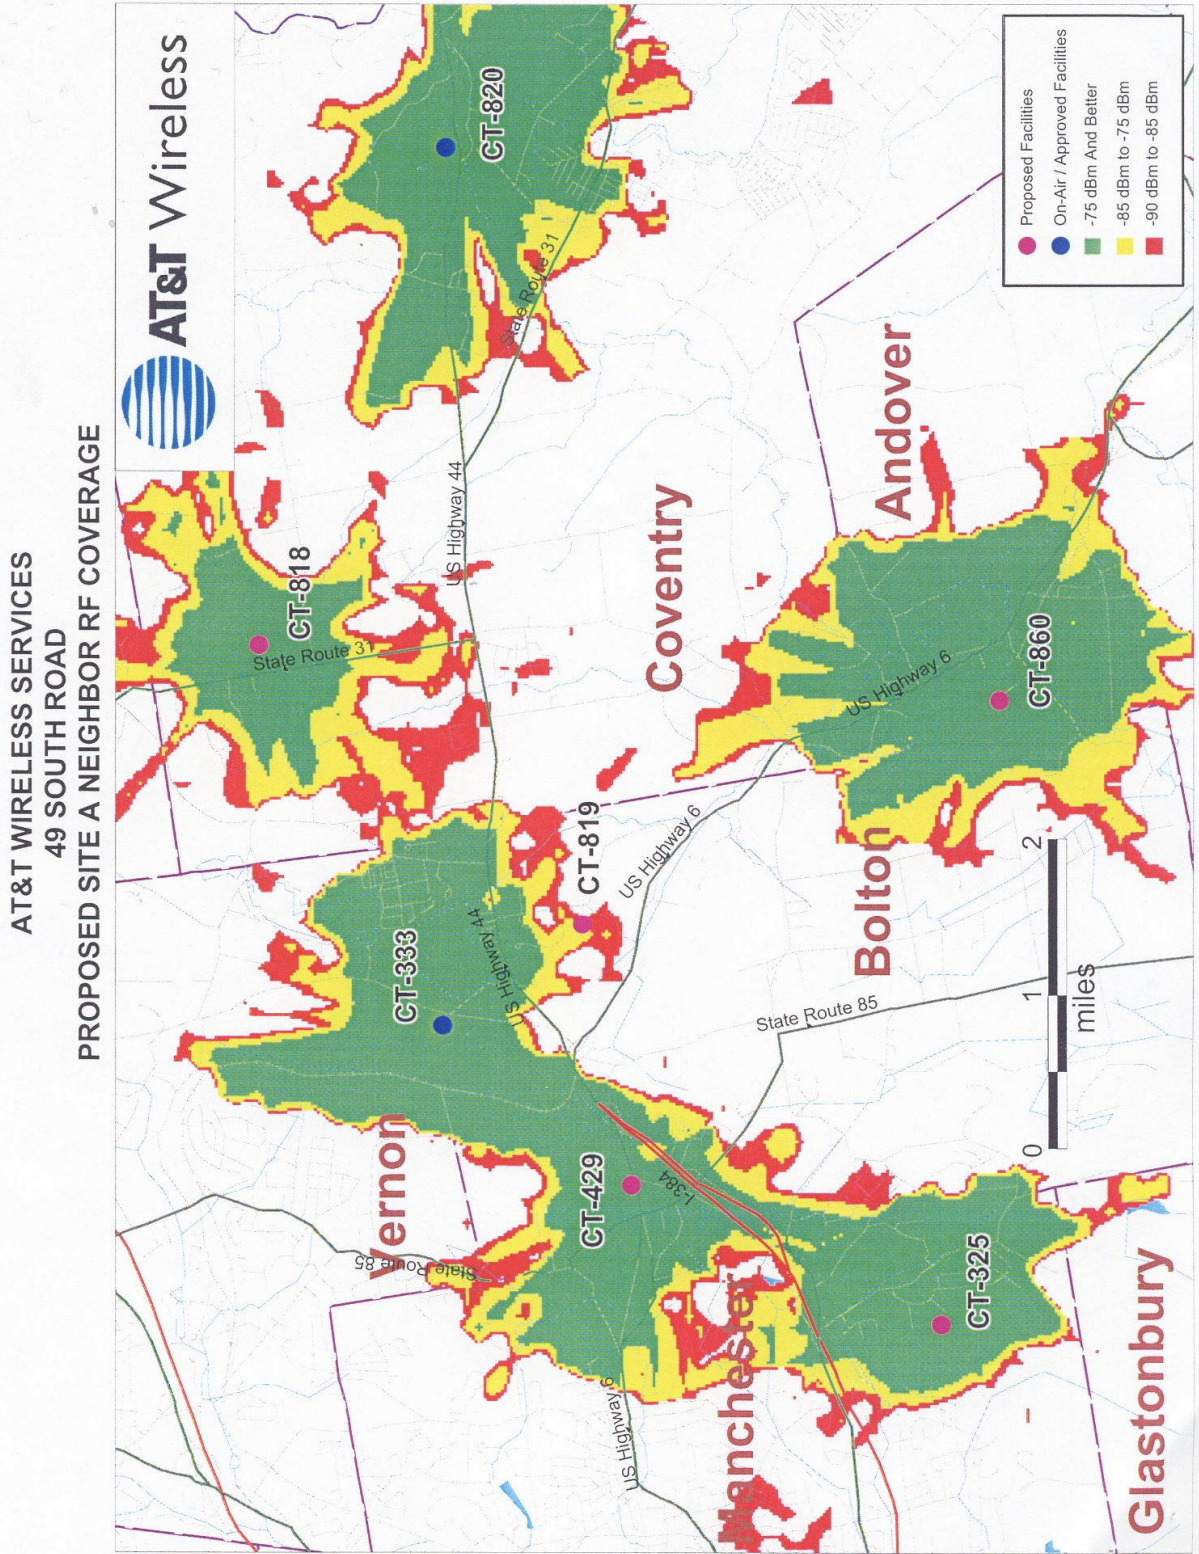 AT&T WIRELESS SERVICES
49 SOUTH ROAD
PROPOSED SITE A NEIGHBOR RF COVERAGE
AT&T Wireless
CT-818
State Route 31
US Highway 44
CT-820
State Route 31
Vernon
State Route 85
CT-333
US Highway 44
CT-819
US Highway 6
Coventry
CT-429
I-384
US Highway 6
Manchester
State Route 85
Bolton
Andover
US Highway 6
CT-860
CT-325
Glastonbury
0 1 2
miles
Proposed Facilities
On-Air / Approved Facilities
-75 dBm And Better
-85 dBm to -75 dBm
-90 dBm to -85 dBm